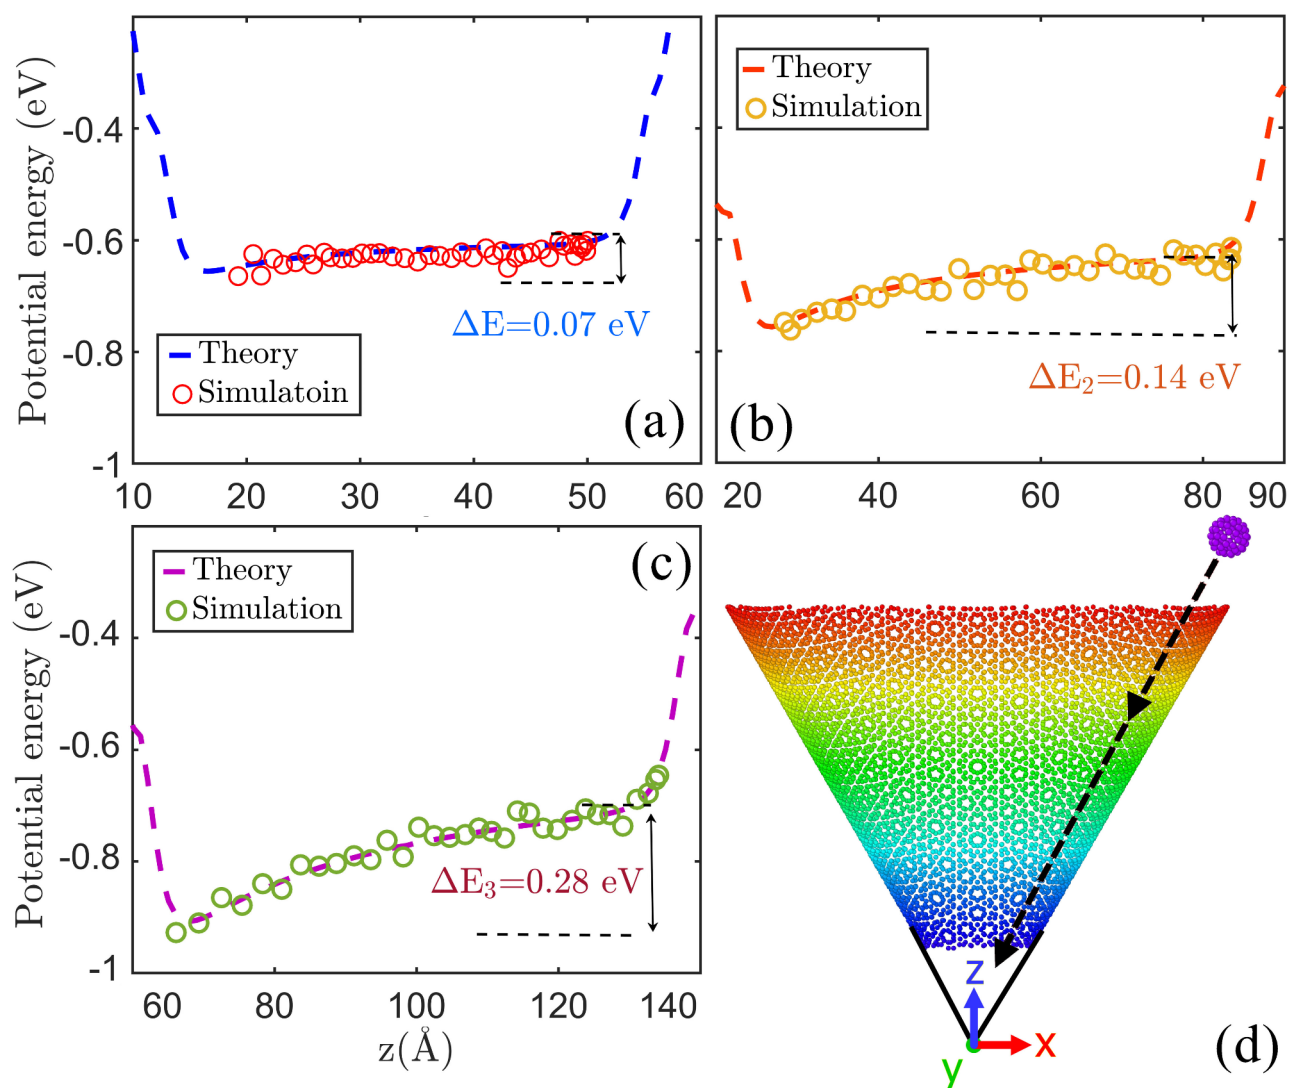 Potential energy (eV)
-0.4
-0.6
-0.8
-1
10
20
30
40
50
60
Theory
Simulatoin
ΔE=0.07 eV
(a)
Theory
Simulation
ΔE₂=0.14 eV
(b)
20
40
60
80
90
Potential energy (eV)
-0.4
-0.6
-0.8
-1
60
80
100
120
140
z(Å)
Theory
Simulation
(c)
ΔE₃=0.28 eV
z
x
y
(d)